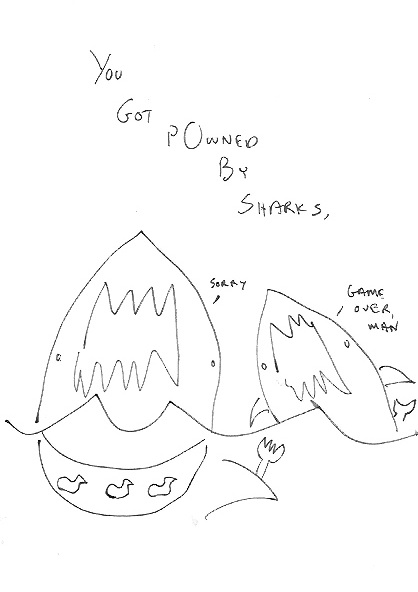 You
GOT
POWNED
BY
SHARKS,
SORRY
GAME
OVER,
MAN